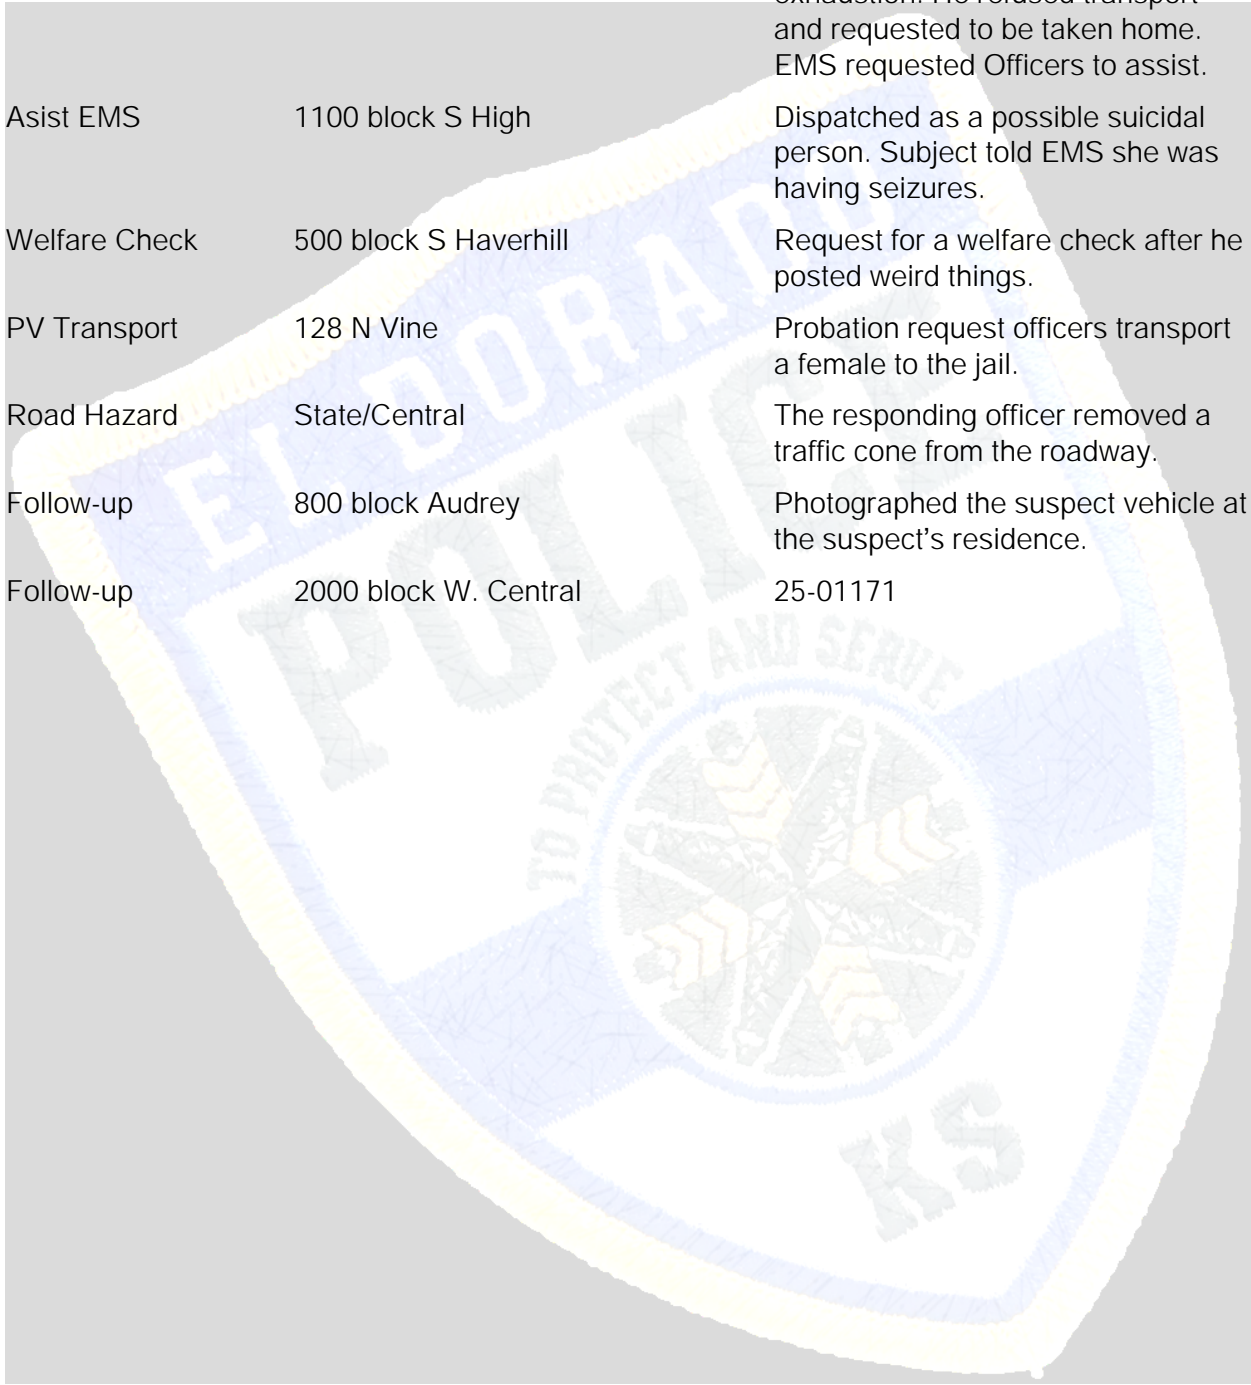 exhaustion. He refused transport
and requested to be taken home.
EMS requested Officers to assist.
Asist EMS 1100 block S High Dispatched as a possible suicidal
person. Subject told EMS she was
having seizures.
Welfare Check 500 block S Haverhill Request for a welfare check after he
posted weird things.
PV Transport 128 N Vine Probation request officers transport
a female to the jail.
Road Hazard State/Central The responding officer removed a
traffic cone from the roadway.
Follow-up 800 block Audrey Photographed the suspect vehicle at
the suspect’s residence.
Follow-up 2000 block W. Central 25-01171
EL DORADO
POLICE
TO PROTECT AND SERVE
KS